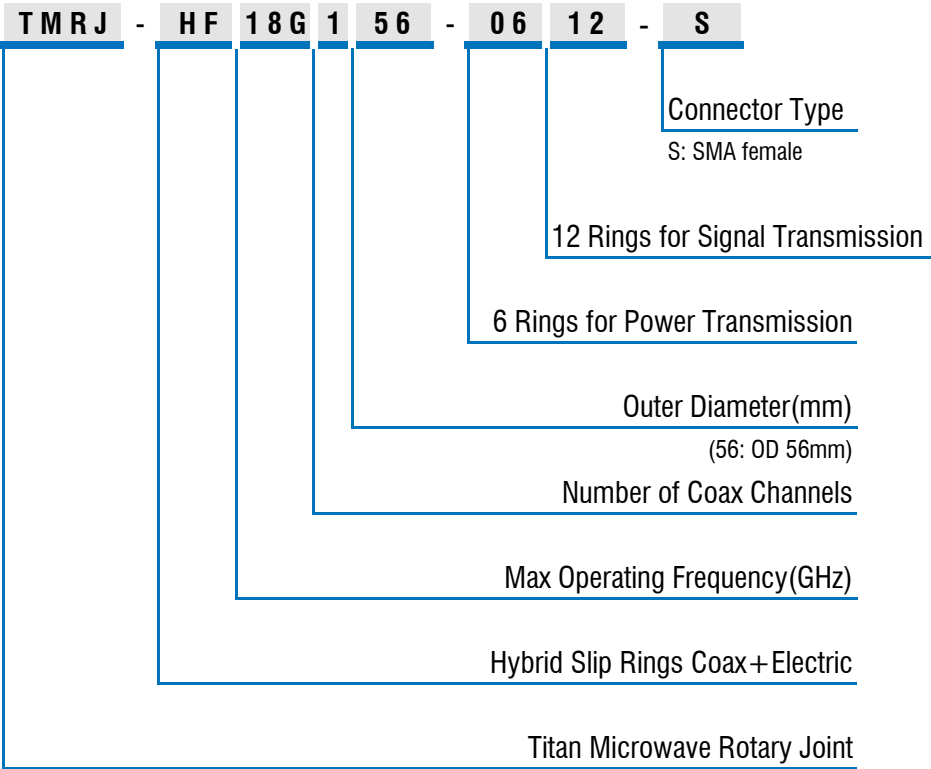 TMRJ - HF 18G 1 56 - 06 12 - S
Connector Type
S: SMA female
12 Rings for Signal Transmission
6 Rings for Power Transmission
Outer Diameter(mm)
(56: OD 56mm)
Number of Coax Channels
Max Operating Frequency(GHz)
Hybrid Slip Rings Coax+Electric
Titan Microwave Rotary Joint